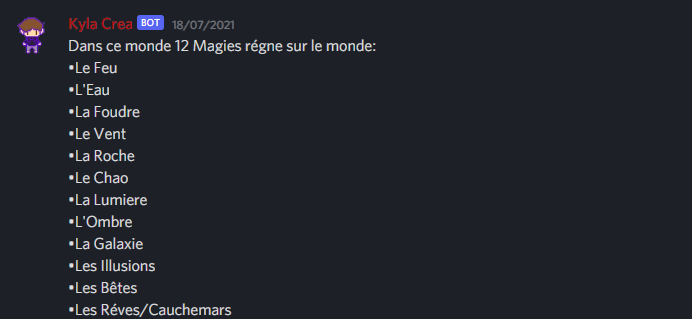 Kyla Crea BOT 18/07/2021
Dans ce monde 12 Magies régne sur le monde:
•Le Feu
•L'Eau
•La Foudre
•Le Vent
•La Roche
•Le Chao
•La Lumiere
•L'Ombre
•La Galaxie
•Les Illusions
•Les Bêtes
•Les Réves/Cauchemars